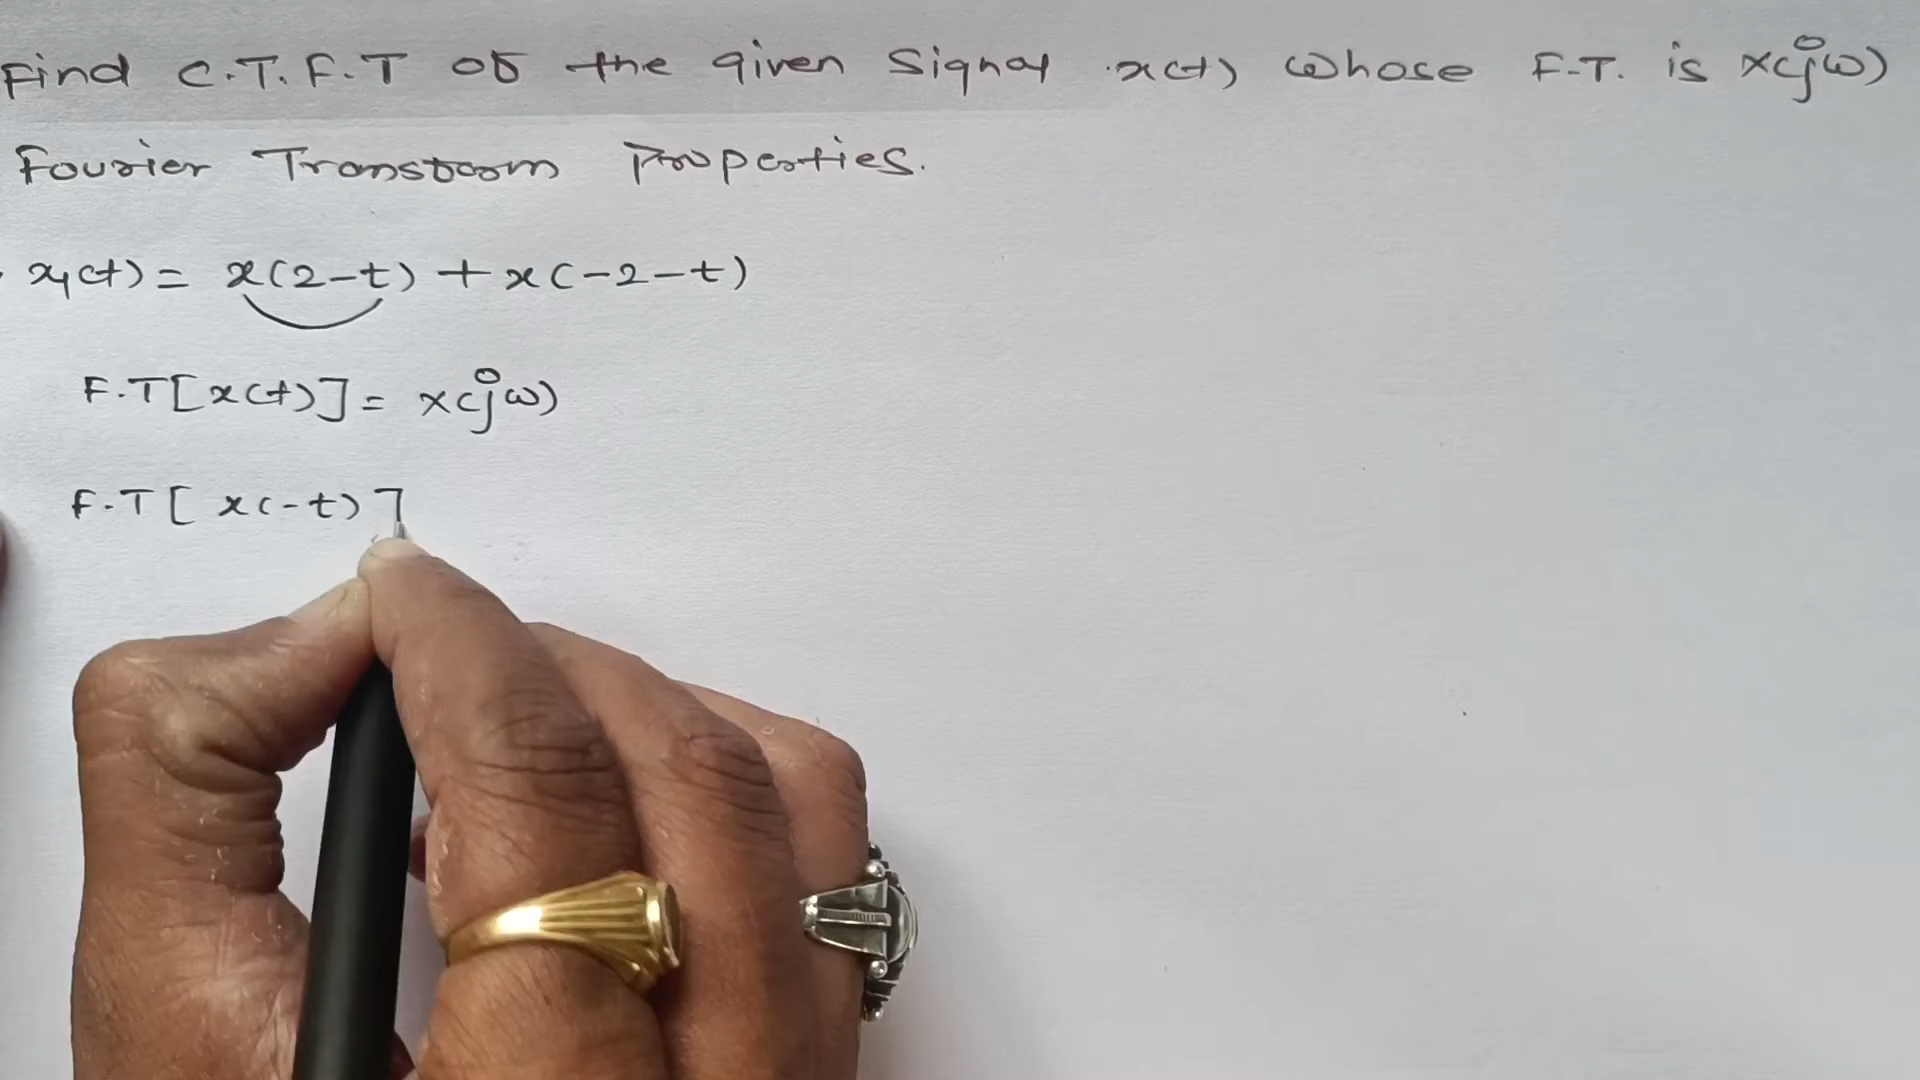 Find C.T.F.T of the given Signal x(t) whose F.T. is x(jω)
Fourier Transform Properties.
x₁(t) = x(2-t) + x(-2-t)
F.T[x(t)] = x(jω)
F.T[ x(-t) ]